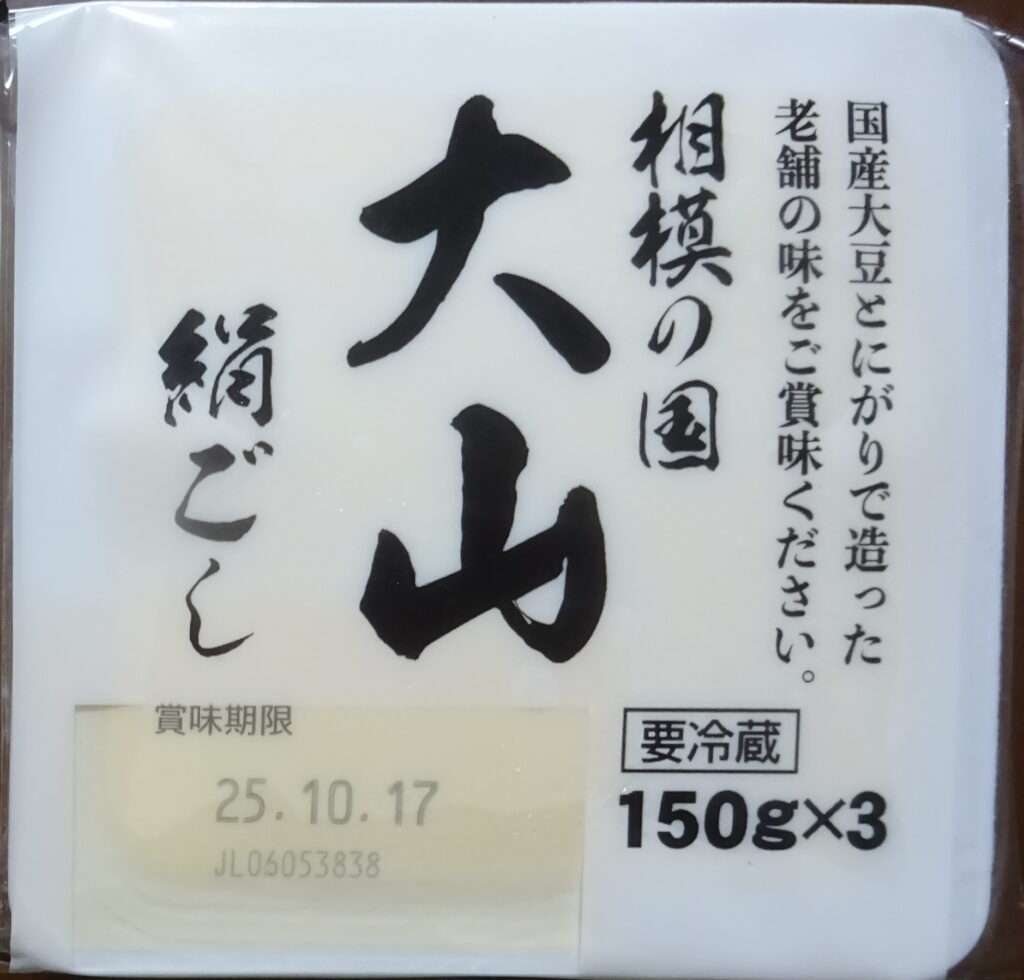 国産大豆とにがりで造った
老舗の味をご賞味ください。
相模の国
大山
絹ごし
要冷蔵
150g×3
賞味期限
25.10.17
JL06053838